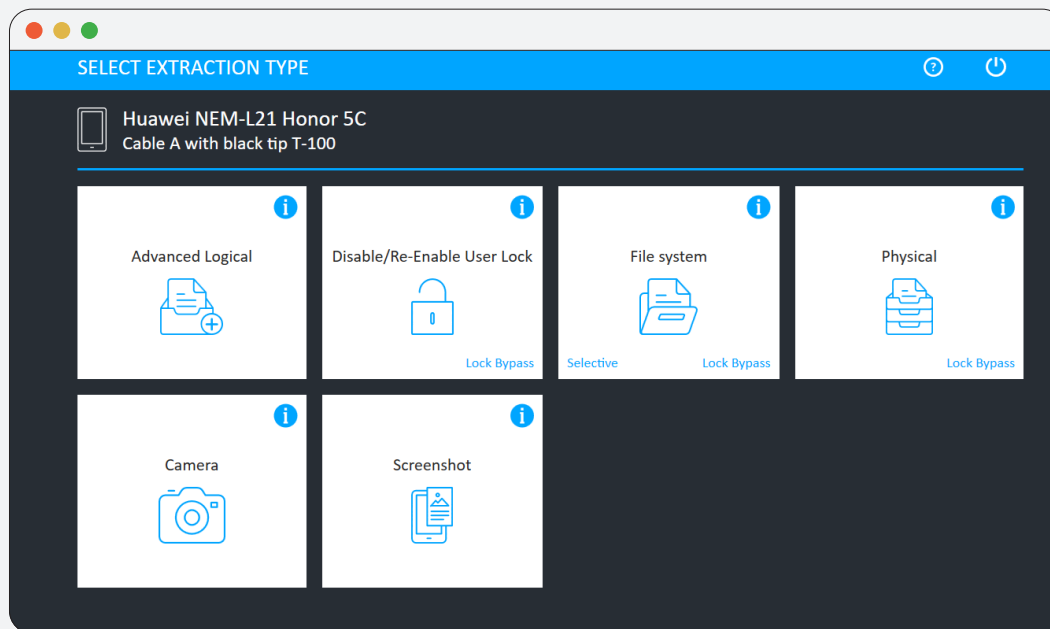 SELECT EXTRACTION TYPE
Huawei NEM-L21 Honor 5C
Cable A with black tip T-100
Advanced Logical
Disable/Re-Enable User Lock
Lock Bypass
File system
Selective
Lock Bypass
Physical
Lock Bypass
Camera
Screenshot